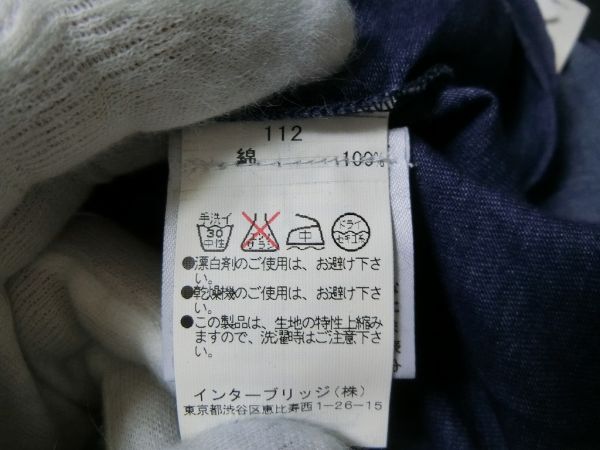 112
綿 100%
手洗イ
30
中性
エンソ
サラシ
中
ドライ
セキユ系
●漂白剤のご使用は、お避け下さ
い。
●乾燥機のご使用は、お避け下さ
い。
●この製品は、生地の特性上縮み
ますので、洗濯時はご注意下さ
い。
インターブリッジ(株)
東京都渋谷区恵比寿西1-26-15